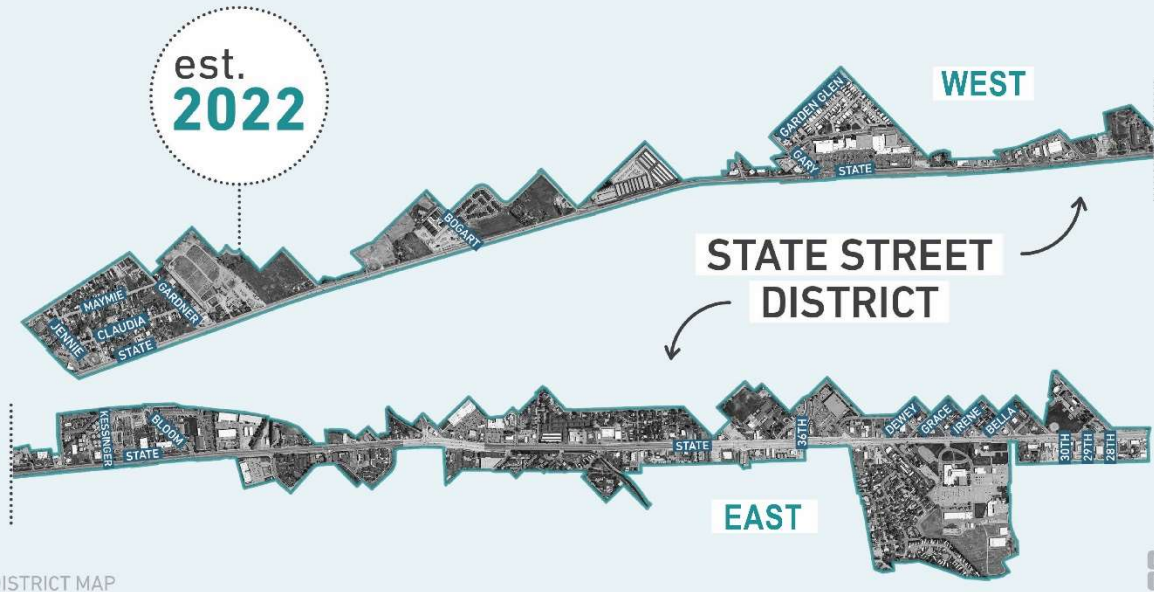 est.
2022
WEST
GARDEN GLEN
GARY
STATE
BOGART
STATE STREET
DISTRICT
MAYMIE
GARDNER
JENNIE
CLAUDIA
STATE
KESSINGER
BLOOM
STATE
STATE
36TH
DEWEY
GRACE
IRENE
BELLA
30TH
29TH
28TH
EAST
DISTRICT MAP